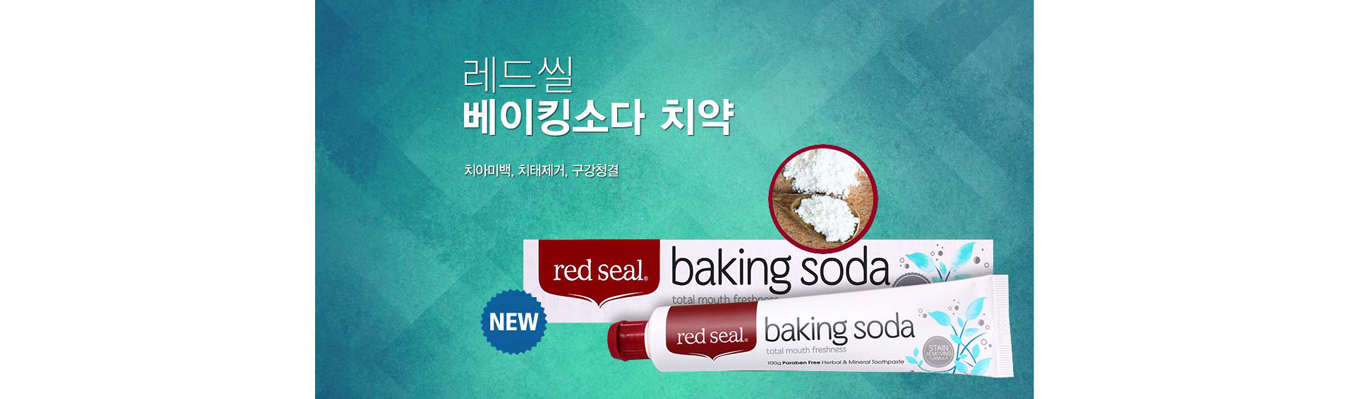 레드씰
베이킹소다 치약
치아미백, 치태제거, 구강청결
red seal®
baking soda
total mouth freshness
NEW
red seal®
baking soda
total mouth freshness
100g Paraben Free Herbal & Mineral Toothpaste
STAIN
REMOVING
FORMULA